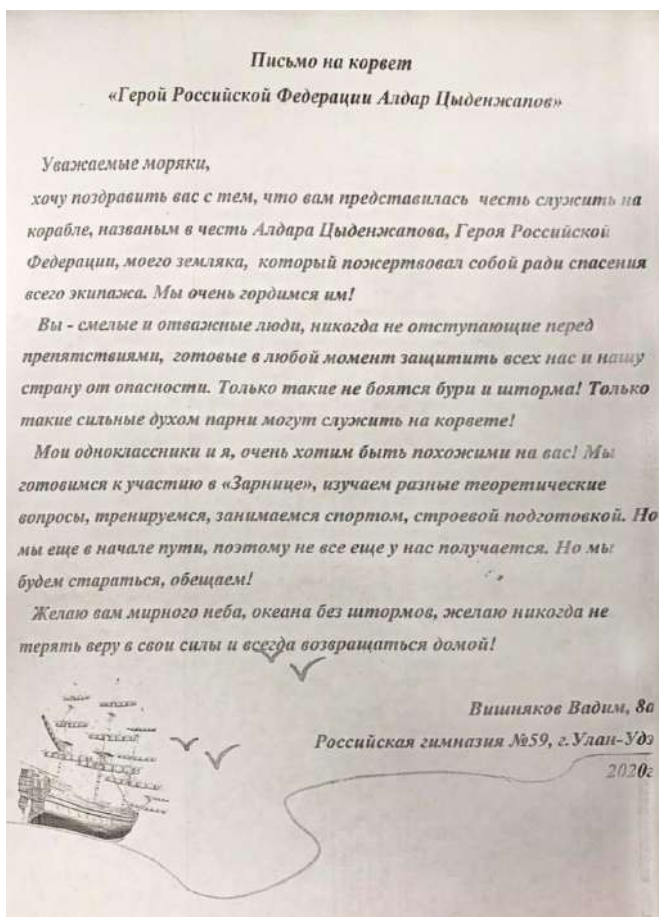 Письмо на корвет
«Герой Российской Федерации Алдар Цыденжапов»
Уважаемые моряки,
хочу поздравить вас с тем, что вам представилась честь служить на
корабле, названым в честь Алдара Цыденжапова, Героя Российской
Федерации, моего земляка, который пожертвовал собой ради спасения
всего экипажа. Мы очень гордимся им!
Вы - смелые и отважные люди, никогда не отступающие перед
препятствиями, готовые в любой момент защитить всех нас и нашу
страну от опасности. Только такие не боятся бури и шторма! Только
такие сильные духом парни могут служить на корвете!
Мои одноклассники и я, очень хотим быть похожими на вас! Мы
готовимся к участию в «Зарнице», изучаем разные теоретические
вопросы, тренируемся, занимаемся спортом, строевой подготовкой. Но
мы еще в начале пути, поэтому не все еще у нас получается. Но мы
будем стараться, обещаем!
Желаю вам мирного неба, океана без штормов, желаю никогда не
терять веру в свои силы и всегда возвращаться домой!
Вишняков Вадим, 8а
Российская гимназия №59, г.Улан-Удэ
2020г